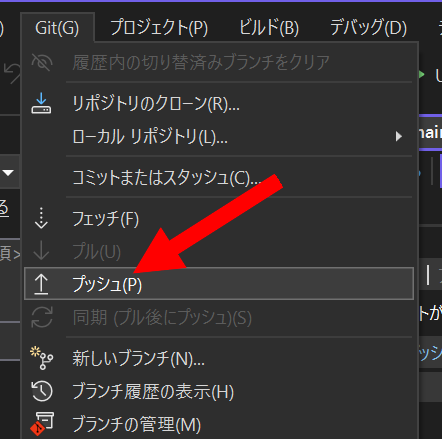 Git(G) プロジェクト(P) ビルド(B) デバッグ(D)
履歴内の切り替済みブランチをクリア
リポジトリのクローン(R)...
ローカル リポジトリ(L)...
コミットまたはスタッシュ(C)...
フェッチ(F)
プル(U)
プッシュ(P)
同期 (プル後にプッシュ)(S)
新しいブランチ(N)...
ブランチ履歴の表示(H)
ブランチの管理(M)